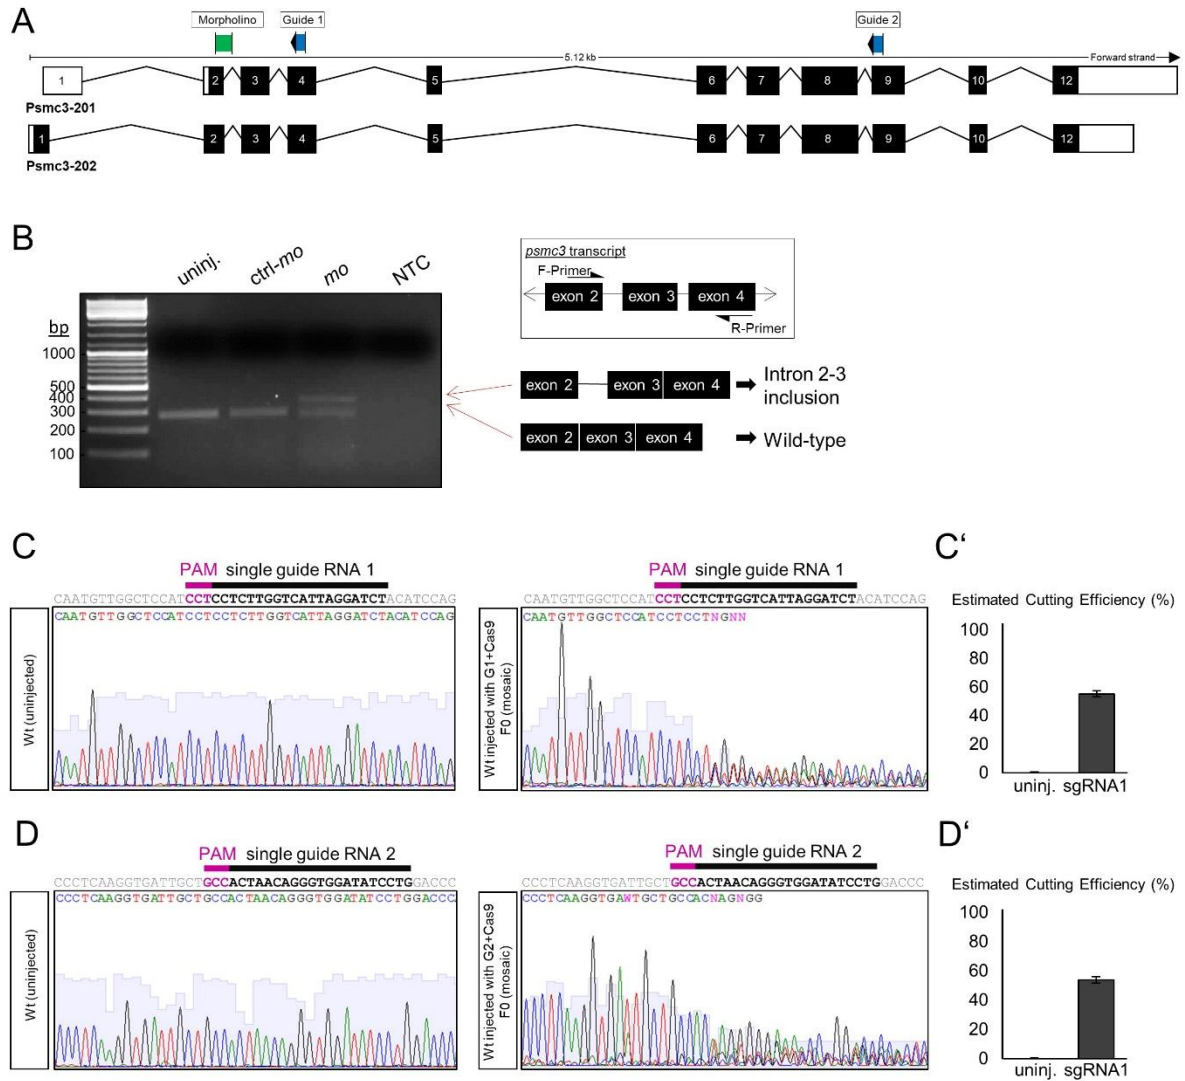 A
Morpholino
Guide 1
Guide 2
5.12 kb
Forward strand
1 2 3 4 5 6 7 8 9 10 12
Psmc3-201
1 2 3 4 5 6 7 8 9 10 12
Psmc3-202
B
uninj.
ctrl-mo
mo
NTC
bp
1000
500
400
300
200
100
psmc3 transcript
F-Primer
exon 2 exon 3 exon 4
R-Primer
exon 2 exon 3 exon 4
Intron 2-3
inclusion
exon 2 exon 3 exon 4
Wild-type
C
PAM single guide RNA 1
CAATGTTGGCTCCATCCTCCTCTTGGTCATTAGGATCTACATCCAG
CAATGTTGGCTCCATCCTCCTCTTGGTCATTAGGATCTACATCCAG
Wt (uninjected)
PAM single guide RNA 1
CAATGTTGGCTCCATCCTCCTCTTGGTCATTAGGATCTACATCCAG
CAATGTTGGCTCCATCCTCCTNGNN
Wt injected with G1+Cas9
F0 (mosaic)
C‘
Estimated Cutting Efficiency (%)
100
80
60
40
20
0
uninj. sgRNA1
D
PAM single guide RNA 2
CCCTCAAGGTGATTGCTGCCACTAACAGGGTGGATATCCTGGACCC
CCCTCAAGGTGATTGCTGCCACTAACAGGGTGGATATCCTGGACCC
Wt (uninjected)
PAM single guide RNA 2
CCCTCAAGGTGATTGCTGCCACTAACAGGGTGGATATCCTGGACCC
CCCTCAAGGTGAWTGCTGCCACNAGNGG
Wt injected with G2+Cas9
F0 (mosaic)
D‘
Estimated Cutting Efficiency (%)
100
80
60
40
20
0
uninj. sgRNA1